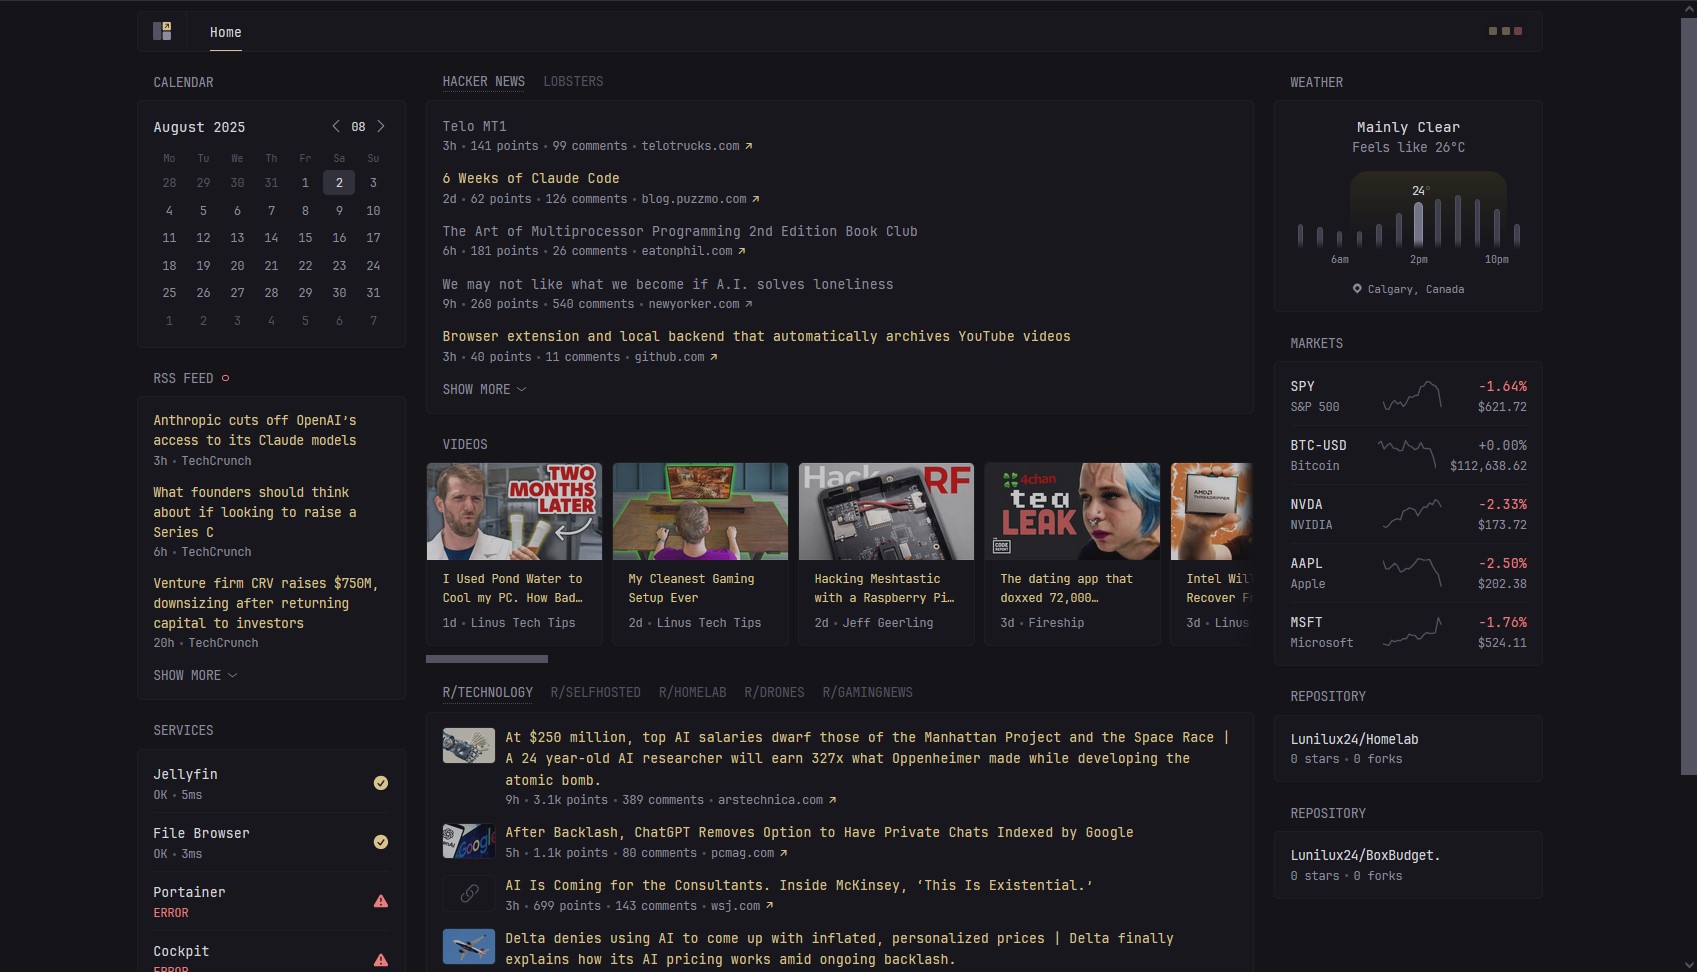 Home
CALENDAR
August 2025
08
Mo Tu We Th Fr Sa Su
28 29 30 31 1 2 3
4 5 6 7 8 9 10
11 12 13 14 15 16 17
18 19 20 21 22 23 24
25 26 27 28 29 30 31
1 2 3 4 5 6 7
RSS FEED
Anthropic cuts off OpenAI's
access to its Claude models
3h • TechCrunch
What founders should think
about if looking to raise a
Series C
6h • TechCrunch
Venture firm CRV raises $750M,
downsizing after returning
capital to investors
20h • TechCrunch
SHOW MORE
SERVICES
Jellyfin
OK • 5ms
File Browser
OK • 3ms
Portainer
ERROR
Cockpit
ERROR
HACKER NEWS LOBSTERS
Telo MT1
3h • 141 points • 99 comments • telotrucks.com
6 Weeks of Claude Code
2d • 62 points • 126 comments • blog.puzzmo.com
The Art of Multiprocessor Programming 2nd Edition Book Club
6h • 181 points • 26 comments • eatonphil.com
We may not like what we become if A.I. solves loneliness
9h • 260 points • 540 comments • newyorker.com
Browser extension and local backend that automatically archives YouTube videos
3h • 40 points • 11 comments • github.com
SHOW MORE
VIDEOS
TWO
MONTHS
LATER
I Used Pond Water to
Cool my PC. How Bad…
1d • Linus Tech Tips
My Cleanest Gaming
Setup Ever
2d • Linus Tech Tips
Hack RF
Hacking Meshtastic
with a Raspberry Pi…
2d • Jeff Geerling
4chan
tea
LEAK
CODE
REPORT
The dating app that
doxxed 72,000…
3d • Fireship
AMD
THREADRIPPER
Intel Wil
Recover F
3d • Linus
R/TECHNOLOGY R/SELFHOSTED R/HOMELAB R/DRONES R/GAMINGNEWS
At $250 million, top AI salaries dwarf those of the Manhattan Project and the Space Race |
A 24 year-old AI researcher will earn 327x what Oppenheimer made while developing the
atomic bomb.
9h • 3.1k points • 389 comments • arstechnica.com
Google
After Backlash, ChatGPT Removes Option to Have Private Chats Indexed by Google
5h • 1.1k points • 80 comments • pcmag.com
AI Is Coming for the Consultants. Inside McKinsey, ‘This Is Existential.’
3h • 699 points • 143 comments • wsj.com
Delta denies using AI to come up with inflated, personalized prices | Delta finally
explains how its AI pricing works amid ongoing backlash.
WEATHER
Mainly Clear
Feels like 26°C
24°
6am 2pm 10pm
Calgary, Canada
MARKETS
SPY -1.64%
S&P 500 $621.72
BTC-USD +0.00%
Bitcoin $112,638.62
NVDA -2.33%
NVIDIA $173.72
AAPL -2.50%
Apple $202.38
MSFT -1.76%
Microsoft $524.11
REPOSITORY
Lunilux24/Homelab
0 stars • 0 forks
REPOSITORY
Lunilux24/BoxBudget.
0 stars • 0 forks